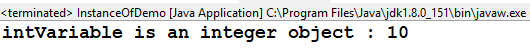 <terminated> InstanceOfDemo [Java Application] C:\Program Files\Java\jdk1.8.0_151\bin\javaw.exe
intVariable is an integer object : 10